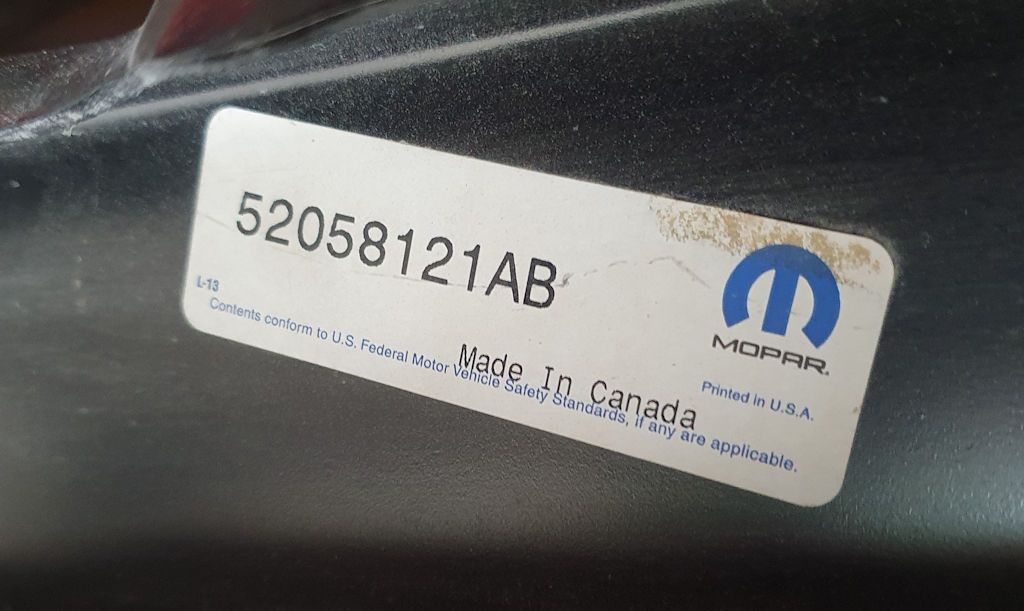 52058121AB
MOPAR
L-13
Made In Canada
Printed in U.S.A.
Contents conform to U.S. Federal Motor Vehicle Safety Standards, if any are applicable.